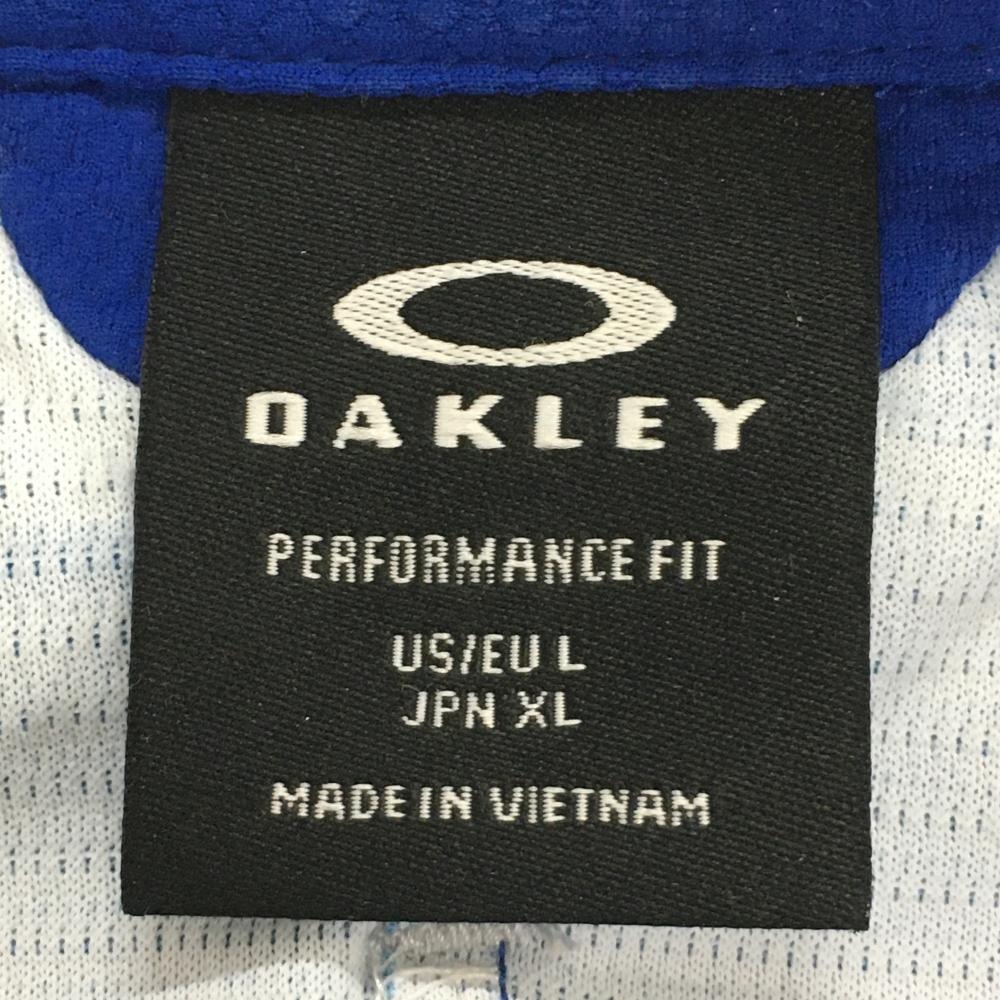 OAKLEY
PERFORMANCE FIT
US/EU L
JPN XL
MADE IN VIETNAM